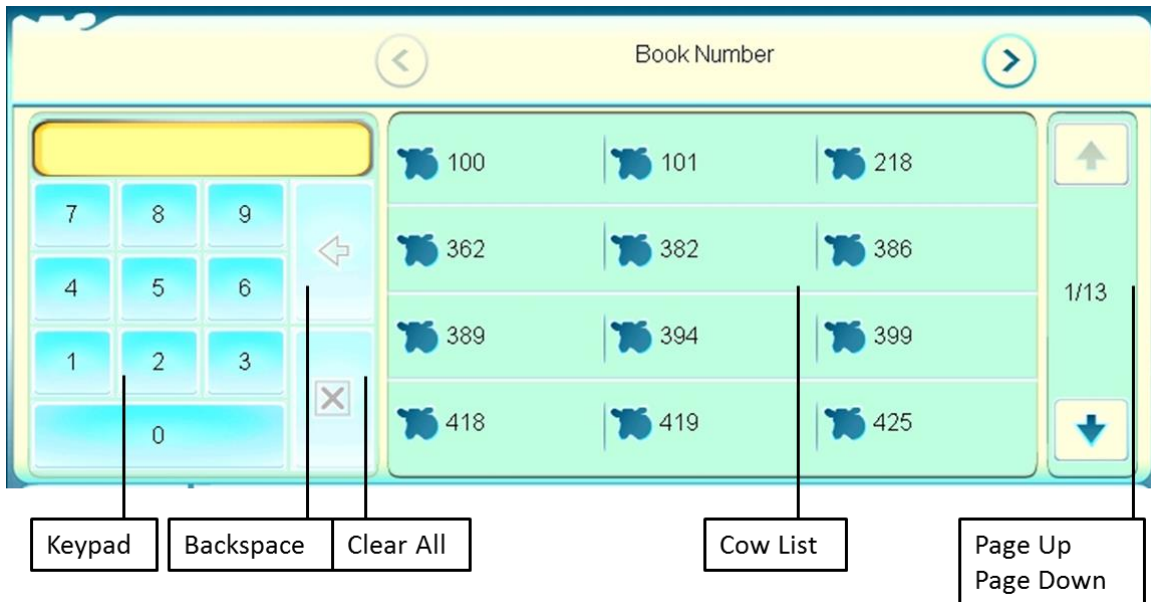 Book Number
7 8 9
4 5 6
1 2 3
0
100 101 218
362 382 386
389 394 399
418 419 425
1/13
Keypad
Backspace
Clear All
Cow List
Page Up
Page Down